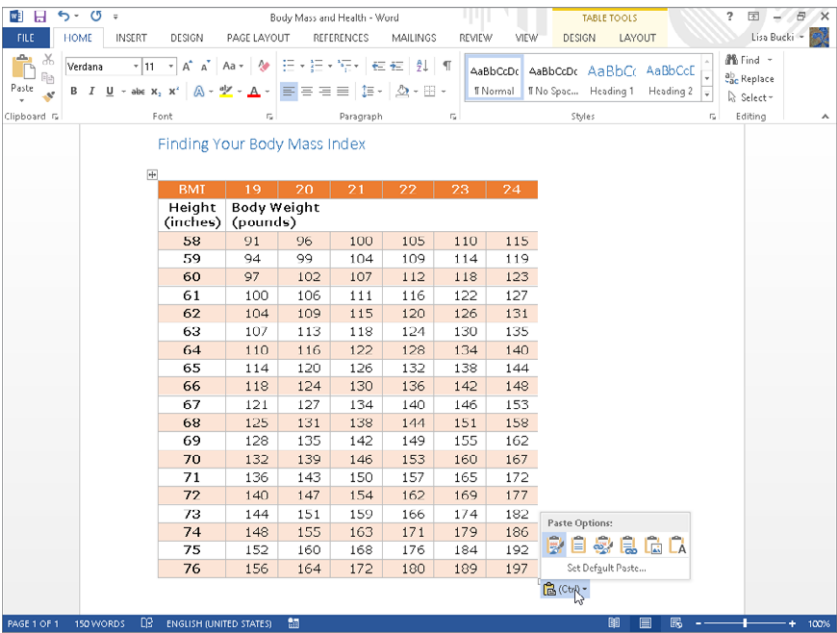 Body Mass and Health - Word
TABLE TOOLS
FILE HOME INSERT DESIGN PAGE LAYOUT REFERENCES MAILINGS REVIEW VIEW DESIGN LAYOUT Lisa Bucki
Paste
Verdana 11 Aa
B I U abc X₂ X² A A
AaBbCcDc AaBbCcDc AaBbCc AaBbCcE
¶ Normal ¶ No Spac... Heading 1 Heading 2
Find
Replace
Select
Clipboard Font Paragraph Styles Editing
Finding Your Body Mass Index
BMI 19 20 21 22 23 24
Height (inches) Body Weight (pounds)
58 91 96 100 105 110 115
59 94 99 104 109 114 119
60 97 102 107 112 118 123
61 100 106 111 116 122 127
62 104 109 115 120 126 131
63 107 113 118 124 130 135
64 110 116 122 128 134 140
65 114 120 126 132 138 144
66 118 124 130 136 142 148
67 121 127 134 140 146 153
68 125 131 138 144 151 158
69 128 135 142 149 155 162
70 132 139 146 153 160 167
71 136 143 150 157 165 172
72 140 147 154 162 169 177
73 144 151 159 166 174 182
74 148 155 163 171 179 186
75 152 160 168 176 184 192
76 156 164 172 180 189 197
Paste Options:
Set Default Paste...
(Ctrl)
PAGE 1 OF 1 150 WORDS ENGLISH (UNITED STATES) 100%